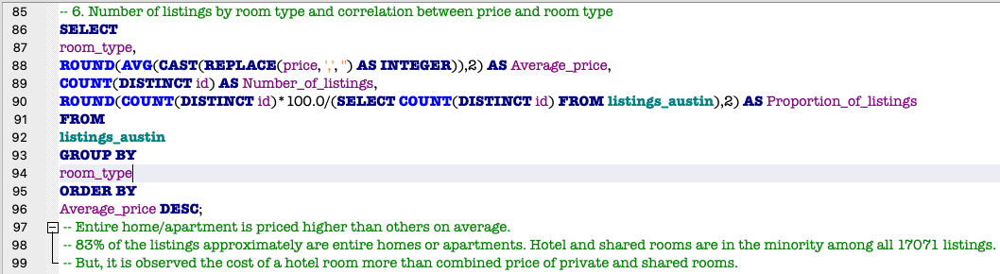 85 -- 6. Number of listings by room type and correlation between price and room type
86 SELECT
87 room_type,
88 ROUND(AVG(CAST(REPLACE(price, ',', '') AS INTEGER)),2) AS Average_price,
89 COUNT(DISTINCT id) AS Number_of_listings,
90 ROUND(COUNT(DISTINCT id)*100.0/(SELECT COUNT(DISTINCT id) FROM listings_austin),2) AS Proportion_of_listings
91 FROM
92 listings_austin
93 GROUP BY
94 room_type
95 ORDER BY
96 Average_price DESC;
97 -- Entire home/apartment is priced higher than others on average.
98 -- 83% of the listings approximately are entire homes or apartments. Hotel and shared rooms are in the minority among all 17071 listings.
99 -- But, it is observed the cost of a hotel room more than combined price of private and shared rooms.